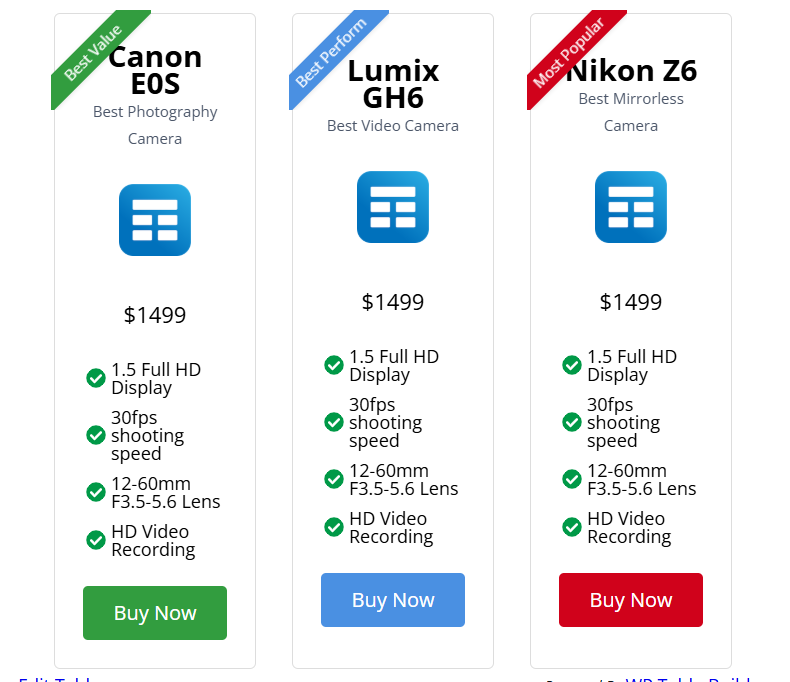 Best Value
Canon
E0S
Best Photography
Camera
$1499
1.5 Full HD
Display
30fps
shooting
speed
12-60mm
F3.5-5.6 Lens
HD Video
Recording
Buy Now
Best Perform
Lumix
GH6
Best Video Camera
$1499
1.5 Full HD
Display
30fps
shooting
speed
12-60mm
F3.5-5.6 Lens
HD Video
Recording
Buy Now
Most Popular
Nikon Z6
Best Mirrorless
Camera
$1499
1.5 Full HD
Display
30fps
shooting
speed
12-60mm
F3.5-5.6 Lens
HD Video
Recording
Buy Now
Edit Table
WP Table Build